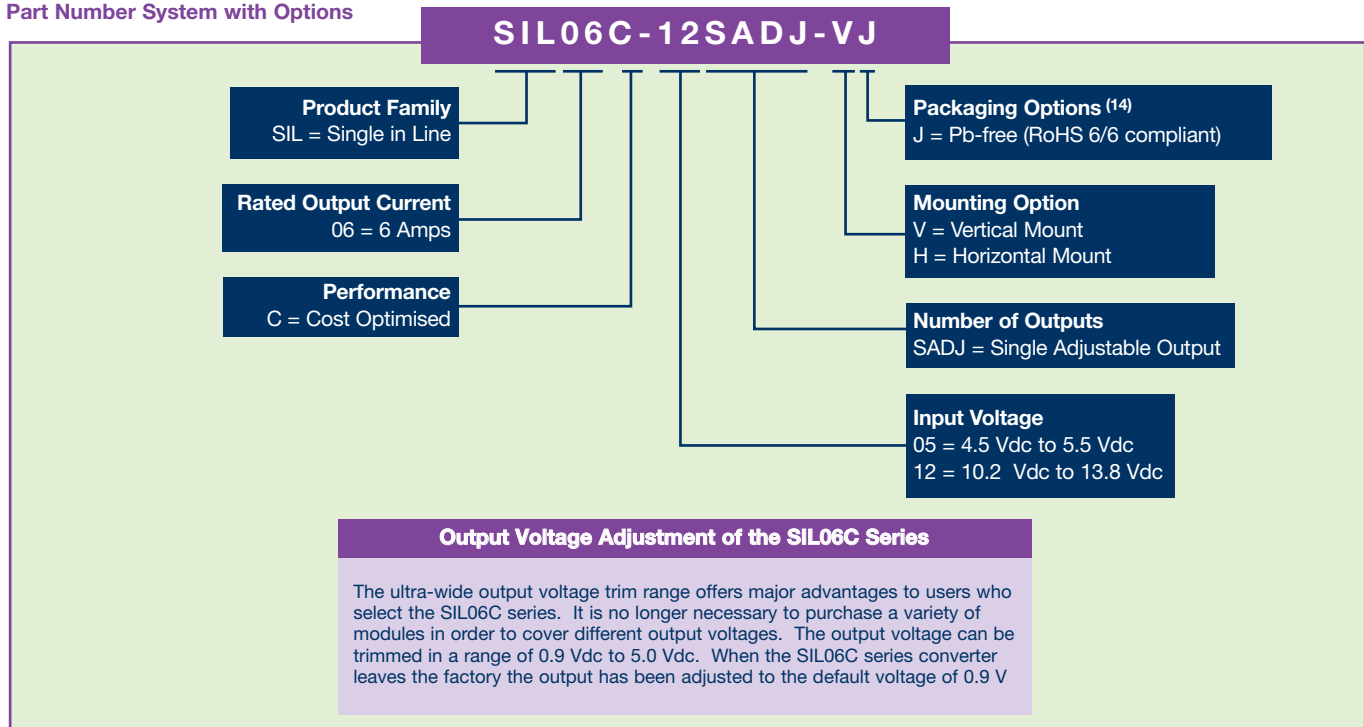 Part Number System with Options
SIL06C-12SADJ-VJ
Product Family
SIL = Single in Line
Rated Output Current
06 = 6 Amps
Performance
C = Cost Optimised
Packaging Options (14)
J = Pb-free (RoHS 6/6 compliant)
Mounting Option
V = Vertical Mount
H = Horizontal Mount
Number of Outputs
SADJ = Single Adjustable Output
Input Voltage
05 = 4.5 Vdc to 5.5 Vdc
12 = 10.2 Vdc to 13.8 Vdc
Output Voltage Adjustment of the SIL06C Series
The ultra-wide output voltage trim range offers major advantages to users who
select the SIL06C series. It is no longer necessary to purchase a variety of
modules in order to cover different output voltages. The output voltage can be
trimmed in a range of 0.9 Vdc to 5.0 Vdc. When the SIL06C series converter
leaves the factory the output has been adjusted to the default voltage of 0.9 V